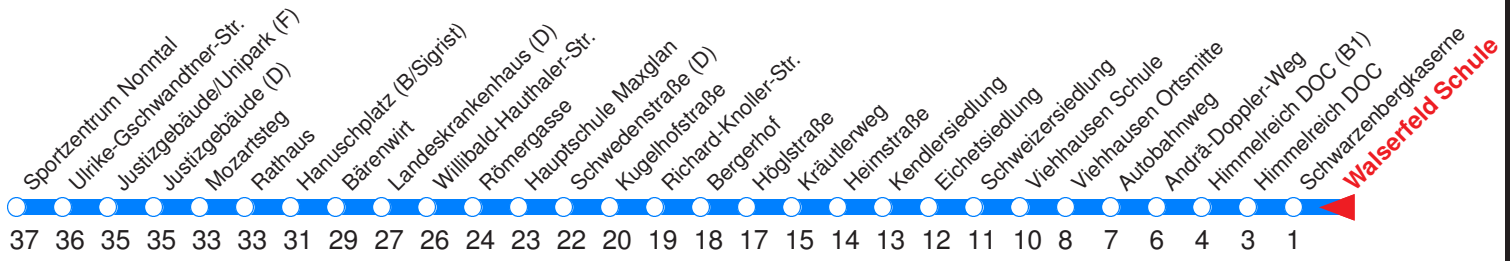 Sportzentrum Nonntal
Ulrike-Gschwandtner-Str.
Justizgebäude/Unipark (F)
Justizgebäude (D)
Mozartsteg
Rathaus
Hanuschplatz (B/Sigrist)
Bärenwirt
Landeskrankenhaus (D)
Willibald-Hauthaler-Str.
Römergasse
Hauptschule Maxglan
Schwedenstraße (D)
Kugelhofstraße
Richard-Knoller-Str.
Bergerhof
Höglstraße
Kräutlerweg
Heimstraße
Kendlersiedlung
Eichetsiedlung
Schweizersiedlung
Viehhausen Schule
Viehhausen Ortsmitte
Autobahnweg
Andrä-Doppler-Weg
Himmelreich DOC (B1)
Himmelreich DOC
Schwarzenbergkaserne
Walserfeld Schule
37 36 35 35 33 33 31 29 27 26 24 23 22 20 19 18 17 15 14 13 12 11 10 8 7 6 4 3 1